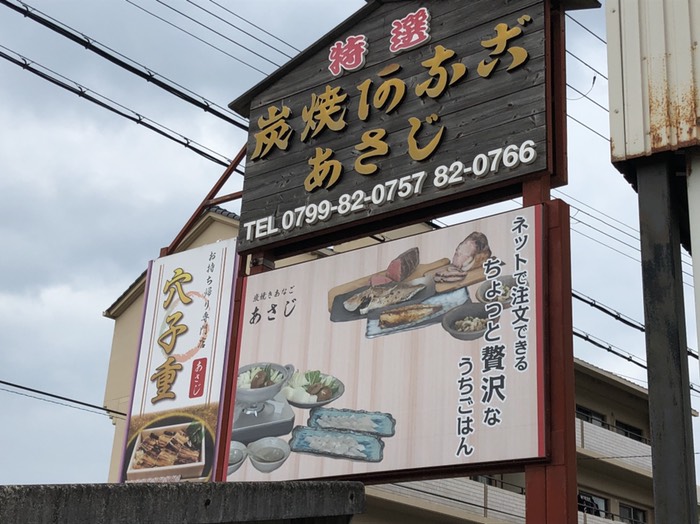 特選
炭焼阿なご
あさじ
TEL 0799-82-0757 82-0766
お持ち帰り専門店
穴子重
あさじ
炭焼きあなご
あさじ
ネットで注文できる
ちょっと贅沢な
うちごはん